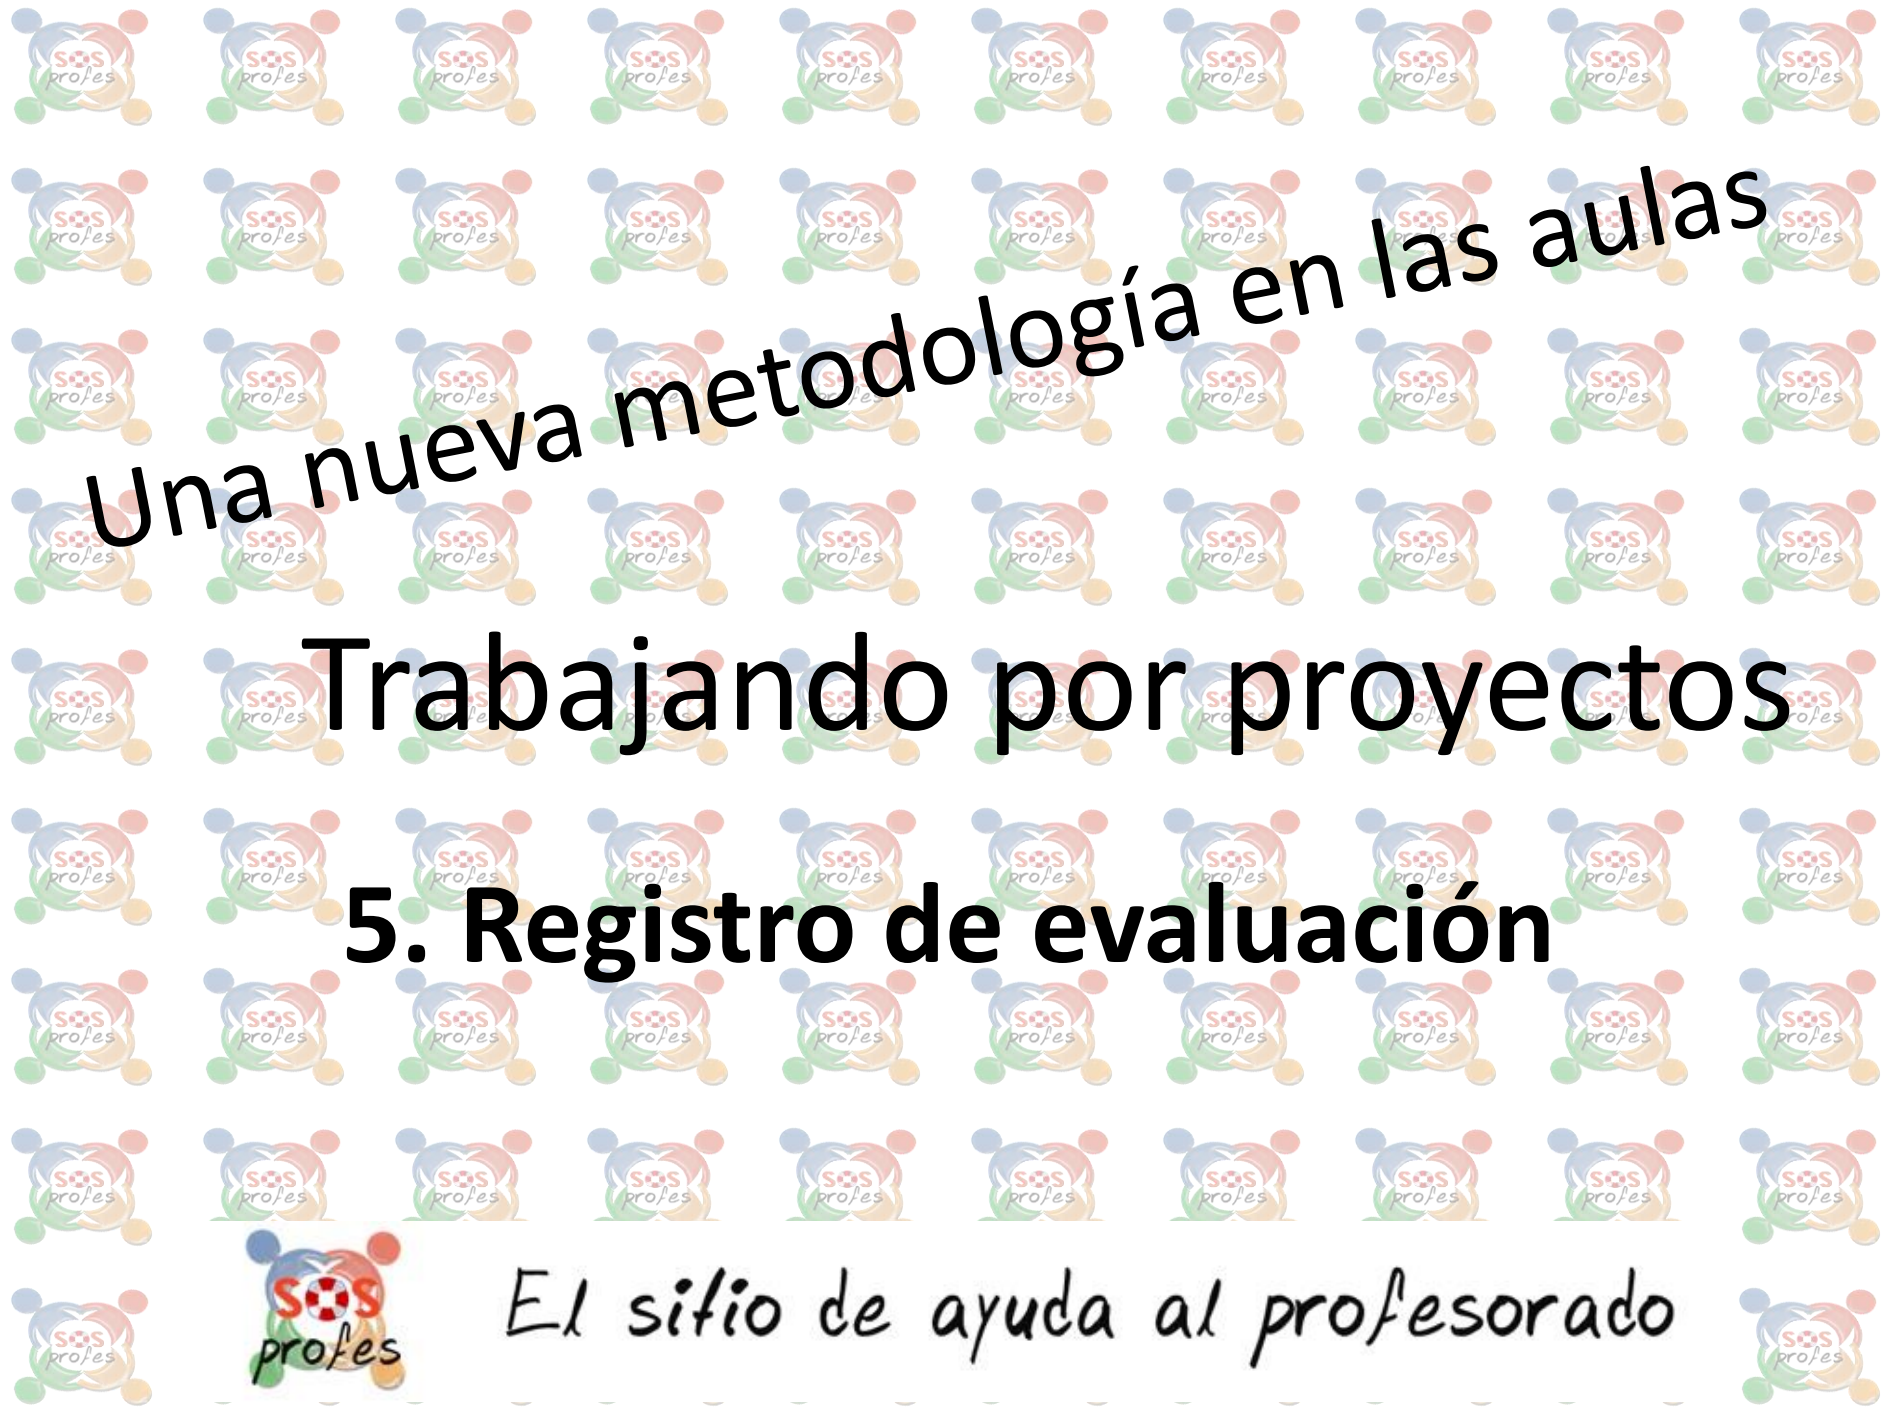 Una nueva metodología en las aulas
Trabajando por proyectos
5. Registro de evaluación
SOS
profes
El sitio de ayuda al profesorado